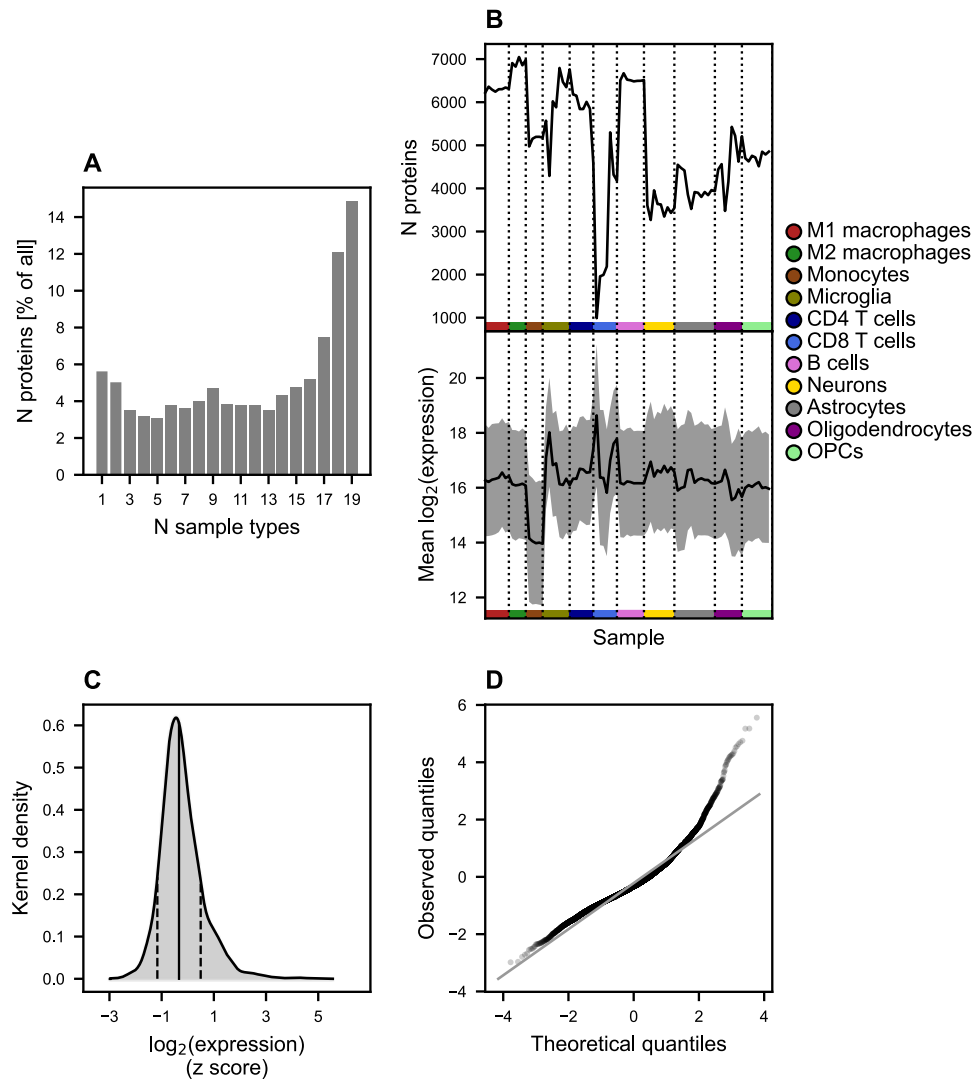 A
N proteins [% of all]
14
12
10
8
6
4
2
0
1 3 5 7 9 11 13 15 17 19
N sample types
B
N proteins
7000
6000
5000
4000
3000
2000
1000
Mean log₂(expression)
20
18
16
14
12
Sample
M1 macrophages
M2 macrophages
Monocytes
Microglia
CD4 T cells
CD8 T cells
B cells
Neurons
Astrocytes
Oligodendrocytes
OPCs
C
Kernel density
0.6
0.5
0.4
0.3
0.2
0.1
0.0
−3 −1 1 3 5
log₂(expression)
(z score)
D
Observed quantiles
6
4
2
0
−2
−4
−4 −2 0 2 4
Theoretical quantiles